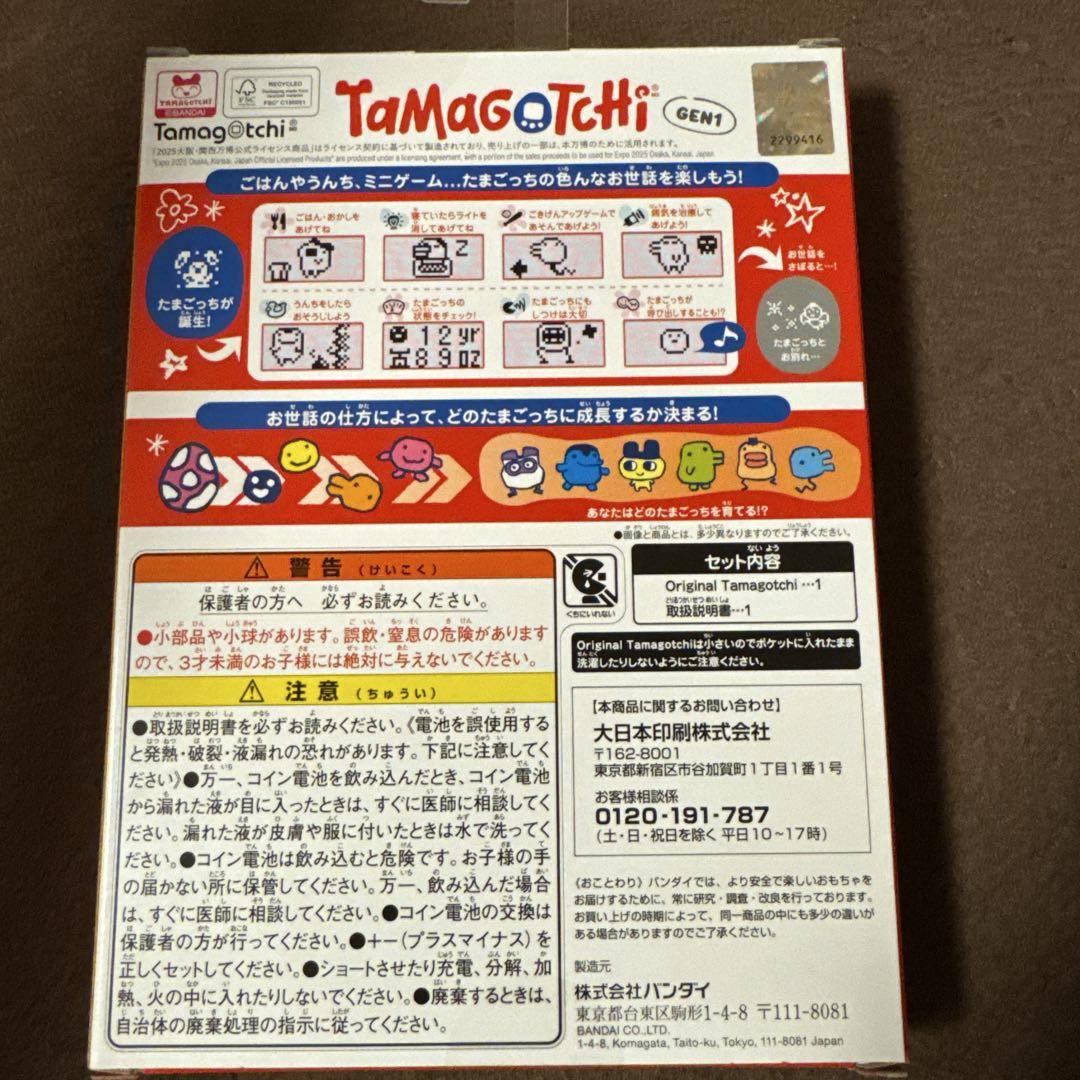 TAMAGOTCHI
©BANDAI
FSC
RECYCLED
Packaging made from recycled material
FSC® C100051
Tamagotchi
TaMaGOTCHi
GEN1
2299416
「2025大阪・関西万博公式ライセンス商品」はライセンス契約に基づいて製造されており、売り上げの一部は、本万博のために活用されます。
"Expo 2025 Osaka, Kansai, Japan Official Licensed Products" are produced under a licensing agreement, with a portion of the sales proceeds to be used for Expo 2025 Osaka, Kansai, Japan.
ごはんやうんち、ミニゲーム…たまごっちの色んなお世話を楽しもう!
たまごっちが
誕生!
ごはん・おかしを
あげてね
寝ていたらライトを
消してあげてね
ごきげんアップゲームで
あそんであげよう!
病気を治療して
あげよう!
うんちをしたら
おそうじしよう
たまごっちの
状態をチェック!
12yr
89oz
たまごっちにも
しつけは大切
たまごっちが
呼び出しすることも!?
お世話を
さぼると…!
たまごっちと
お別れ…
お世話の仕方によって、どのたまごっちに成長するか決まる!
あなたはどのたまごっちを育てる!?
●画像と商品とは、多少異なりますのでご了承ください。
警告(けいこく)
保護者の方へ 必ずお読みください。
●小部品や小球があります。誤飲・窒息の危険があります
ので、3才未満のお子様には絶対に与えないでください。
注意(ちゅうい)
●取扱説明書を必ずお読みください。《電池を誤使用する
と発熱・破裂・液漏れの恐れがあります。下記に注意してく
ださい》●万一、コイン電池を飲み込んだとき、コイン電池
から漏れた液が目に入ったときは、すぐに医師に相談してく
ださい。漏れた液が皮膚や服に付いたときは水で洗ってくだ
さい。●コイン電池は飲み込むと危険です。お子様の手
の届かない所に保管してください。万一、飲み込んだ場合
は、すぐに医師に相談してください。●コイン電池の交換は
保護者の方が行ってください。●+-(プラスマイナス)を
正しくセットしてください。●ショートさせたり充電、分解、加
熱、火の中に入れたりしないでください。●廃棄するときは、
自治体の廃棄処理の指示に従ってください。
くちにいれない
セット内容
Original Tamagotchi…1
取扱説明書…1
Original Tamagotchiは小さいのでポケットに入れたまま
洗濯したりしないようにご注意ください。
【本商品に関するお問い合わせ】
大日本印刷株式会社
〒162-8001
東京都新宿区市谷加賀町1丁目1番1号
お客様相談係
0120-191-787
(土・日・祝日を除く 平日10~17時)
《おことわり》バンダイでは、より安全で楽しいおもちゃを
お届けするために、常に研究・調査・改良を行っております。
お買い上げの時期によって、同一商品の中にも多少の違いが
ある場合がありますのでご了承ください。
製造元
株式会社バンダイ
東京都台東区駒形1-4-8 〒111-8081
BANDAI CO.,LTD.
1-4-8, Komagata, Taito-ku, Tokyo, 111-8081 Japan